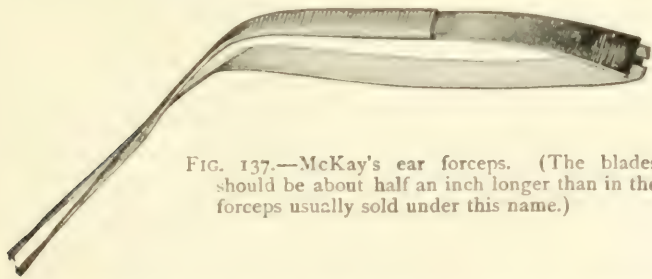 FIG. 137.—McKay's ear forceps. (The blades
should be about half an inch longer than in the
forceps usually sold under this name.)